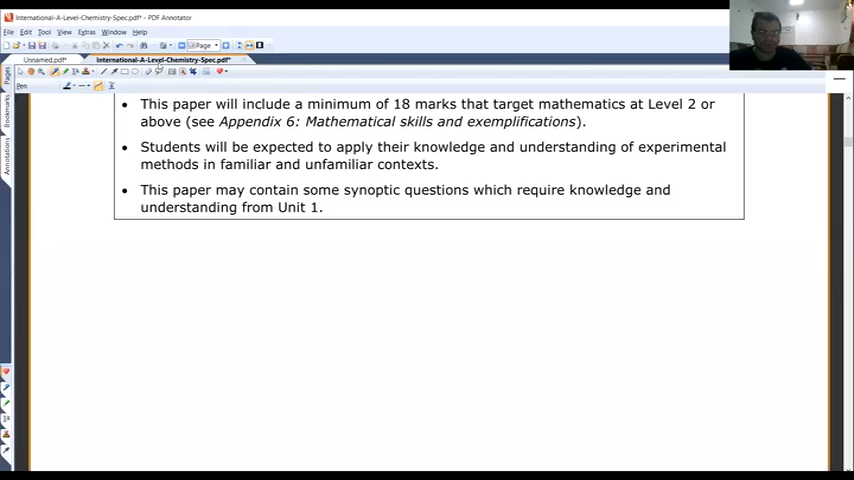 International-A-Level-Chemistry-Spec.pdf* - PDF Annotator
File Edit Tool View Extras Window Help
Page
Unnamed.pdf* International-A-Level-Chemistry-Spec.pdf*
Pen
Pages
Bookmarks
Annotations
• This paper will include a minimum of 18 marks that target mathematics at Level 2 or
above (see Appendix 6: Mathematical skills and exemplifications).
• Students will be expected to apply their knowledge and understanding of experimental
methods in familiar and unfamiliar contexts.
• This paper may contain some synoptic questions which require knowledge and
understanding from Unit 1.